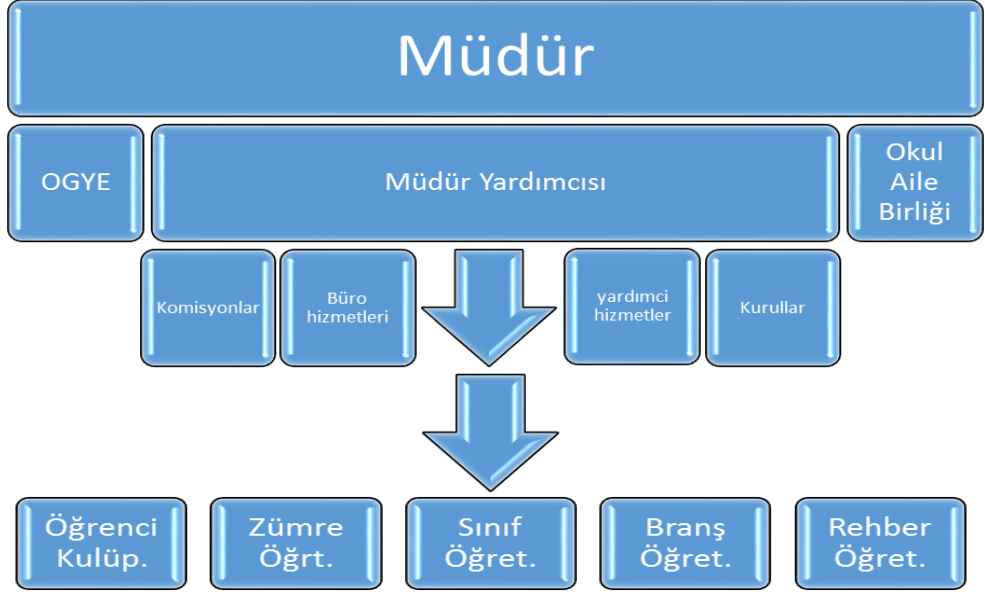 Müdür
OGYE
Müdür Yardımcısı
Okul
Aile
Birliği
Komisyonlar
Büro
hizmetleri
yardımci
hizmetler
Kurullar
Öğrenci
Kulüp.
Zümre
Öğrt.
Sınıf
Öğret.
Branş
Öğret.
Rehber
Öğret.